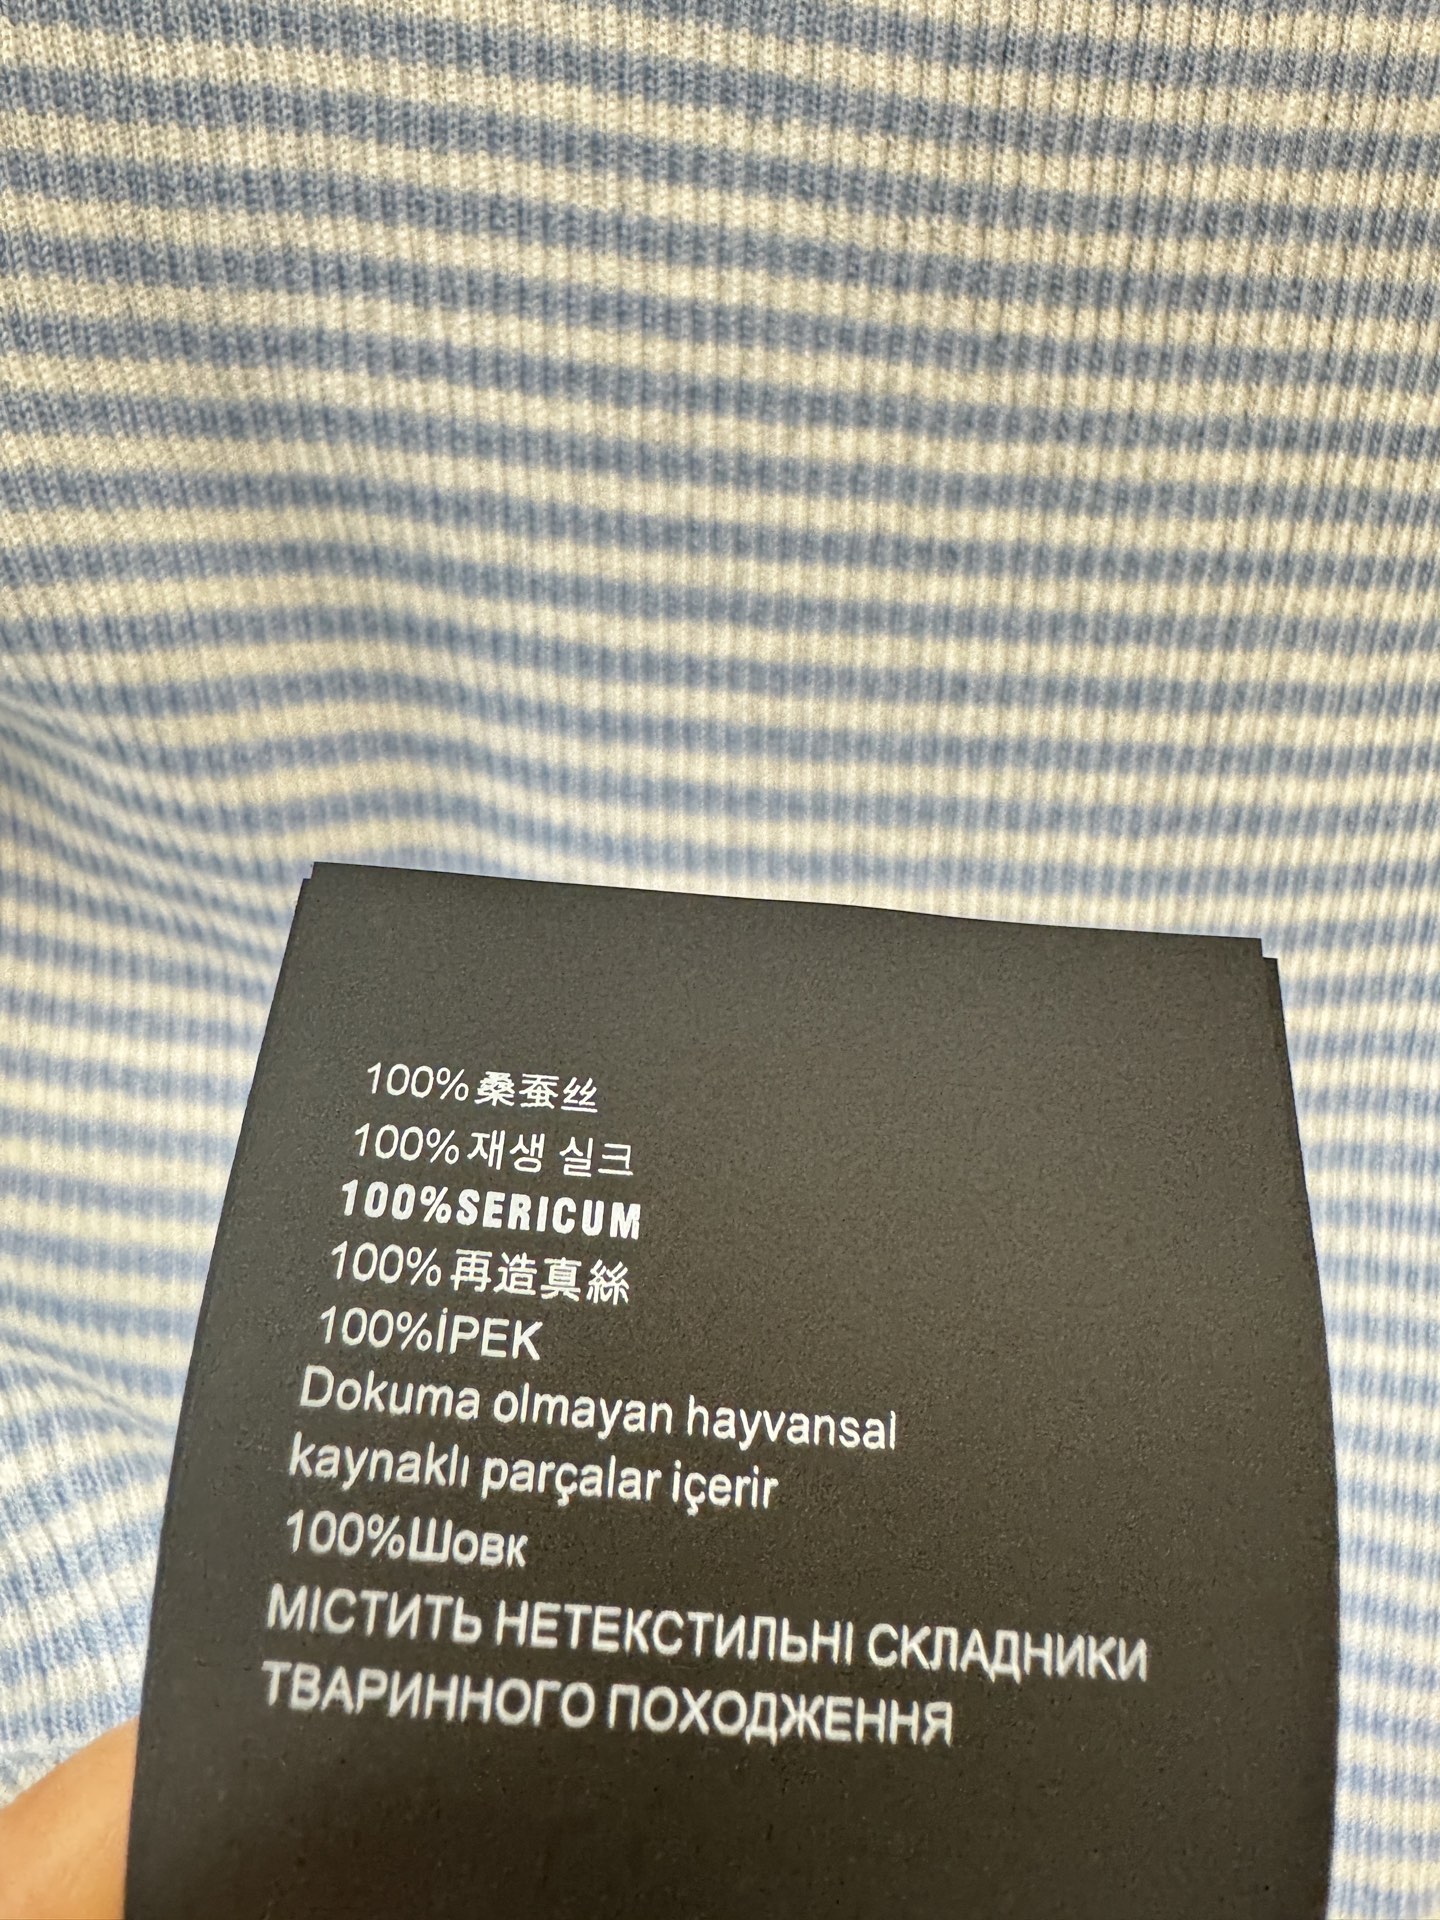 100%桑蚕丝
100%재생 실크
100%SERICUM
100%再造真絲
100%İPEK
Dokuma olmayan hayvansal
kaynaklı parçalar içerir
100%Шовк
МІСТИТЬ НЕТЕКСТИЛЬНІ СКЛАДНИКИ
ТВАРИННОГО ПОХОДЖЕННЯ